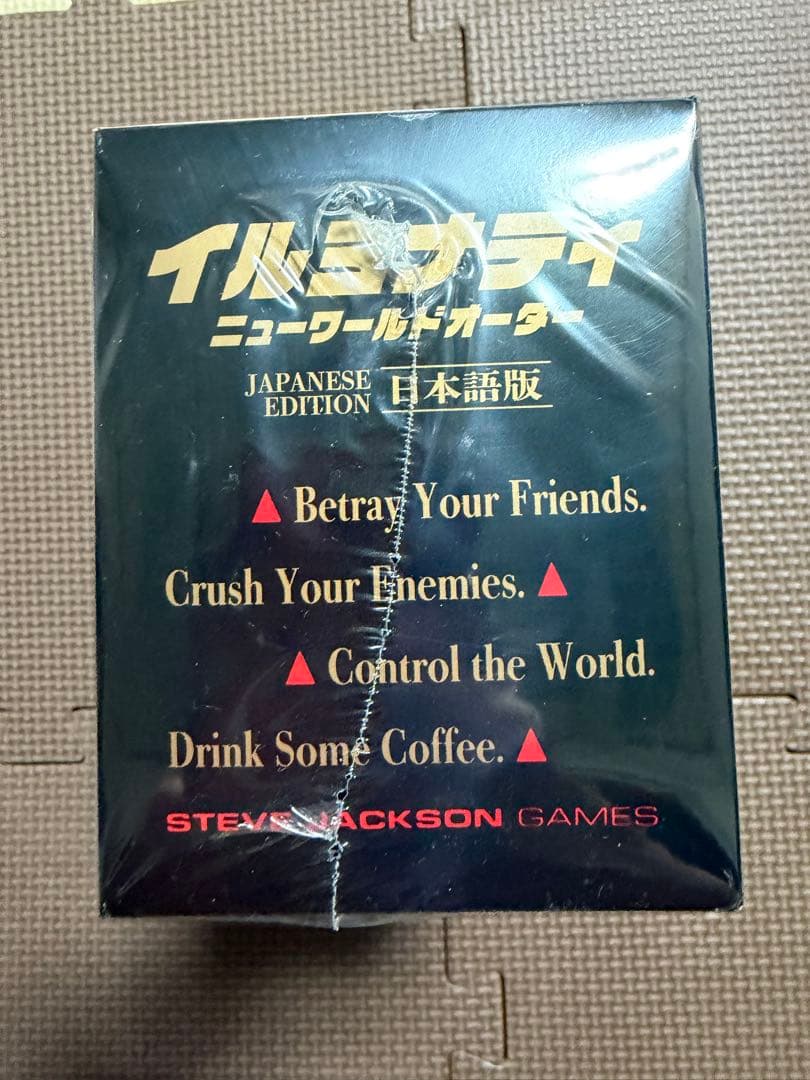 イルミナティ
ニューワールドオーダー
JAPANESE EDITION 日本語版
▲ Betray Your Friends.
Crush Your Enemies. ▲
▲ Control the World.
Drink Some Coffee. ▲
STEVE JACKSON GAMES